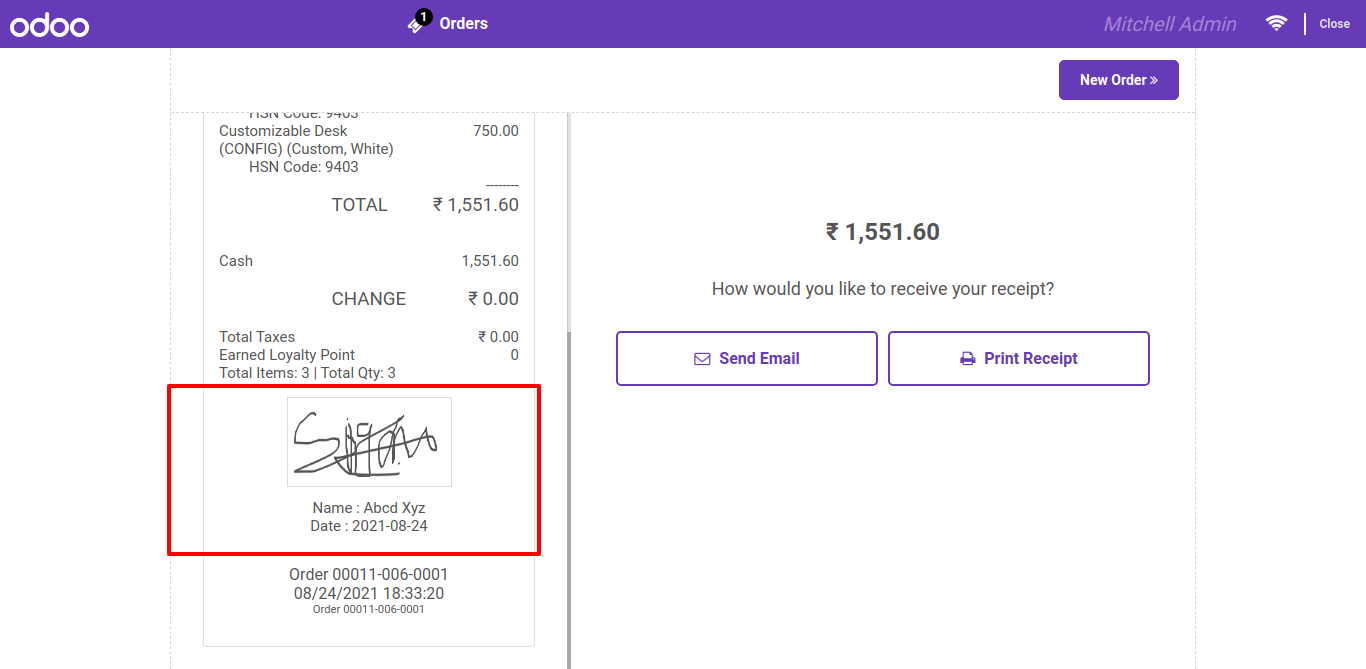 odoo
1 Orders
Mitchell Admin
Close
New Order »
HSN Code: 9403
Customizable Desk 750.00
(CONFIG) (Custom, White)
HSN Code: 9403
--------
TOTAL ₹ 1,551.60
Cash 1,551.60
CHANGE ₹ 0.00
Total Taxes ₹ 0.00
Earned Loyalty Point 0
Total Items: 3 | Total Qty: 3
Name : Abcd Xyz
Date : 2021-08-24
Order 00011-006-0001
08/24/2021 18:33:20
Order 00011-006-0001
₹ 1,551.60
How would you like to receive your receipt?
Send Email
Print Receipt